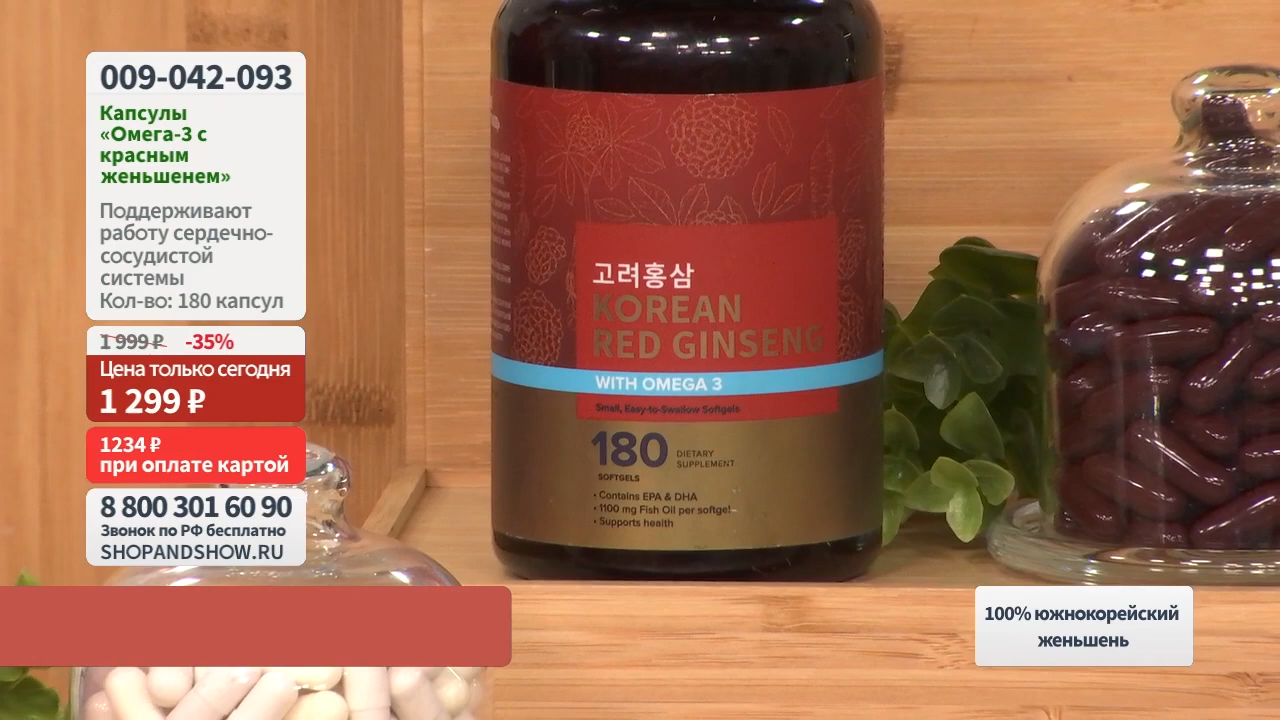 009-042-093
Капсулы
«Омега-3 с
красным
женьшенем»
Поддерживают
работу сердечно-
сосудистой
системы
Кол-во: 180 капсул
1 999 ₽ -35%
Цена только сегодня
1 299 ₽
1234 ₽
при оплате картой
8 800 301 60 90
Звонок по РФ бесплатно
SHOPANDSHOW.RU
고려홍삼
KOREAN
RED GINSENG
WITH OMEGA 3
Small, Easy-to-Swallow Softgels
180
SOFTGELS
DIETARY
SUPPLEMENT
• Contains EPA & DHA
• 1100 mg Fish Oil per softgel
• Supports health
100% южнокорейский
женьшень